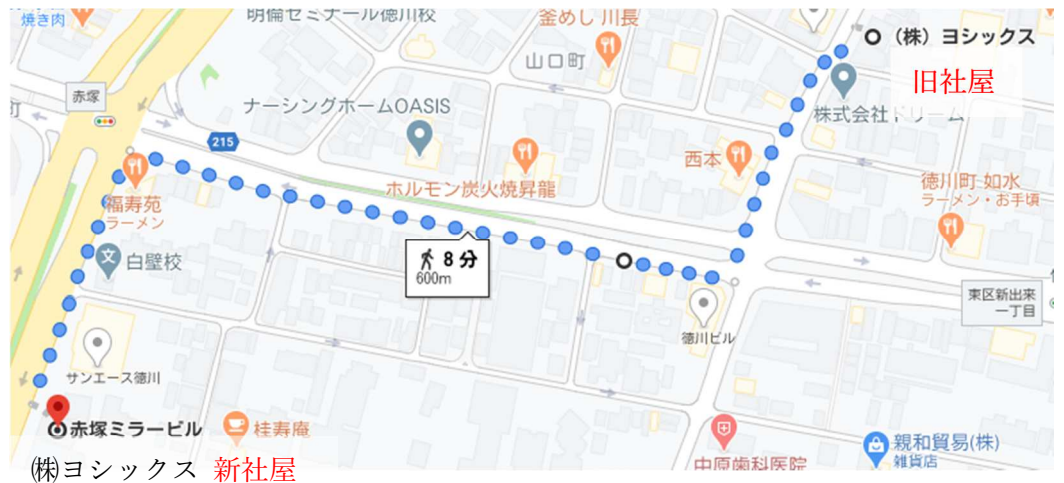 焼き肉
明倫セミナール徳川校
釜めし 川長
(株) ヨシックス
旧社屋
山口町
赤塚
町
ナーシングホームOASIS
株式会社ドリーム
215
西本
ホルモン炭火焼昇龍
徳川町 如水
ラーメン・お手頃
福寿苑
ラーメン
文
白壁校
8 分
600m
東区新出来
一丁目
徳川ビル
サンエース徳川
赤塚ミラービル
桂寿庵
中原歯科医院
親和貿易(株)
雑貨店
㈱ヨシックス 新社屋